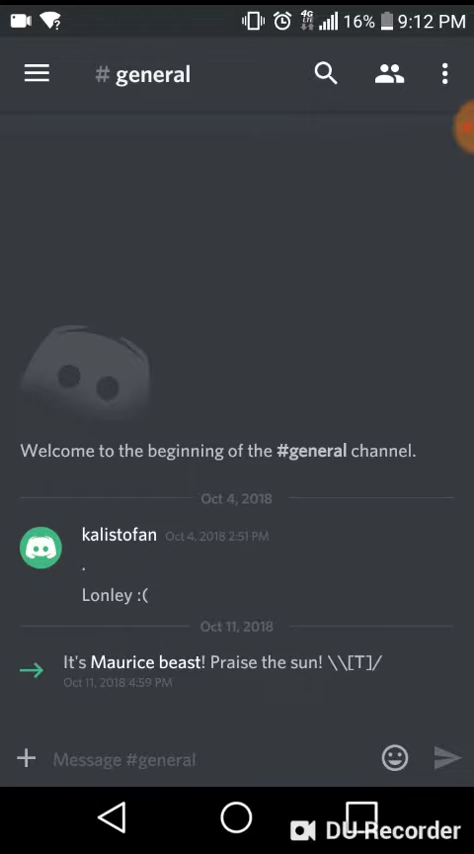 4G
LTE
16%
9:12 PM
# general
Welcome to the beginning of the #general channel.
Oct 4, 2018
kalistofan Oct 4, 2018 2:51 PM
.
Lonley :(
Oct 11, 2018
It's Maurice beast! Praise the sun! \\[T]/
Oct 11, 2018 4:59 PM
Message #general
DU Recorder